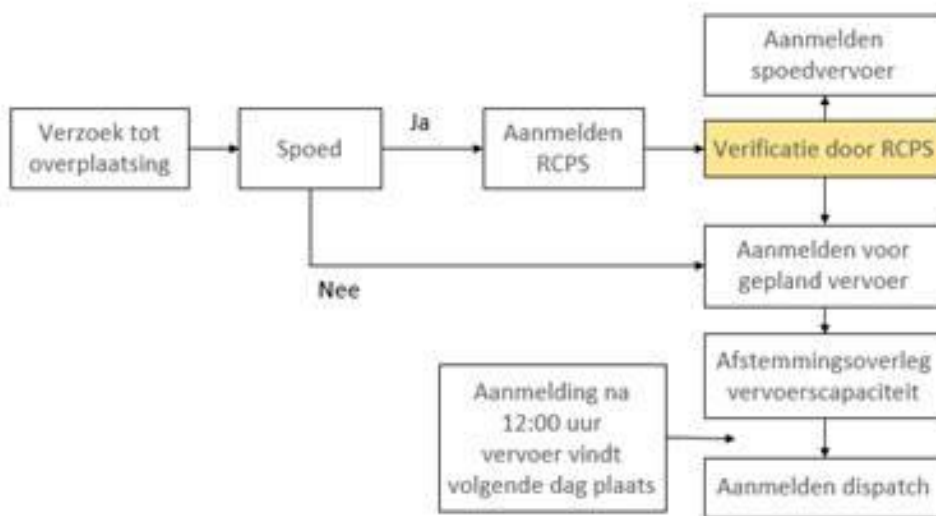 Aanmelden
spoedvervoer
Verzoek tot
overplaatsing
Spoed
Ja
Aanmelden
RCPS
Verificatie door RCPS
Nee
Aanmelden voor
gepland vervoer
Afstemmingsoverleg
vervoerscapaciteit
Aanmelding na
12:00 uur
vervoer vindt
volgende dag plaats
Aanmelden dispatch